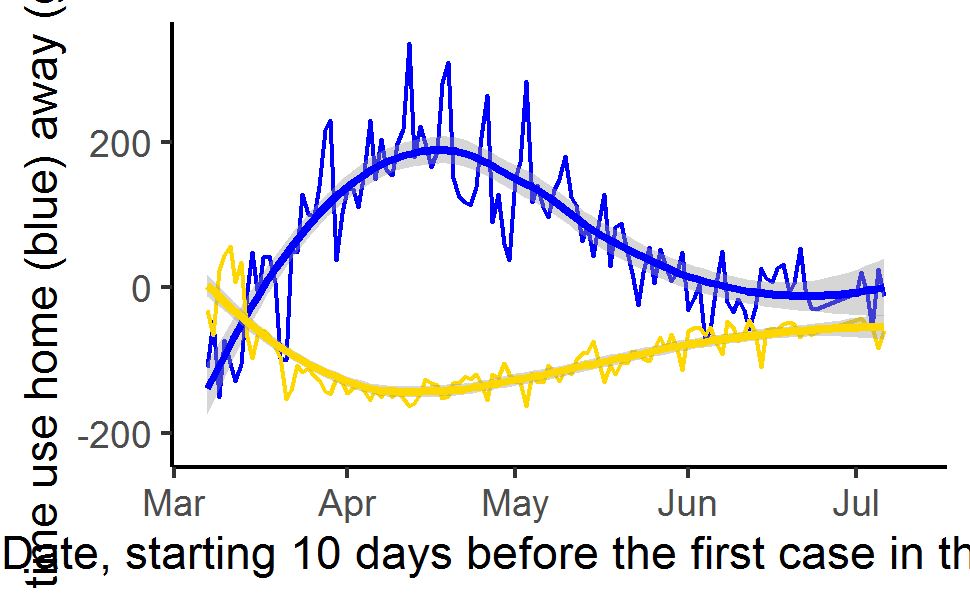 time use home (blue) away (
200
0
-200
Mar Apr May Jun Jul
Date, starting 10 days before the first case in th